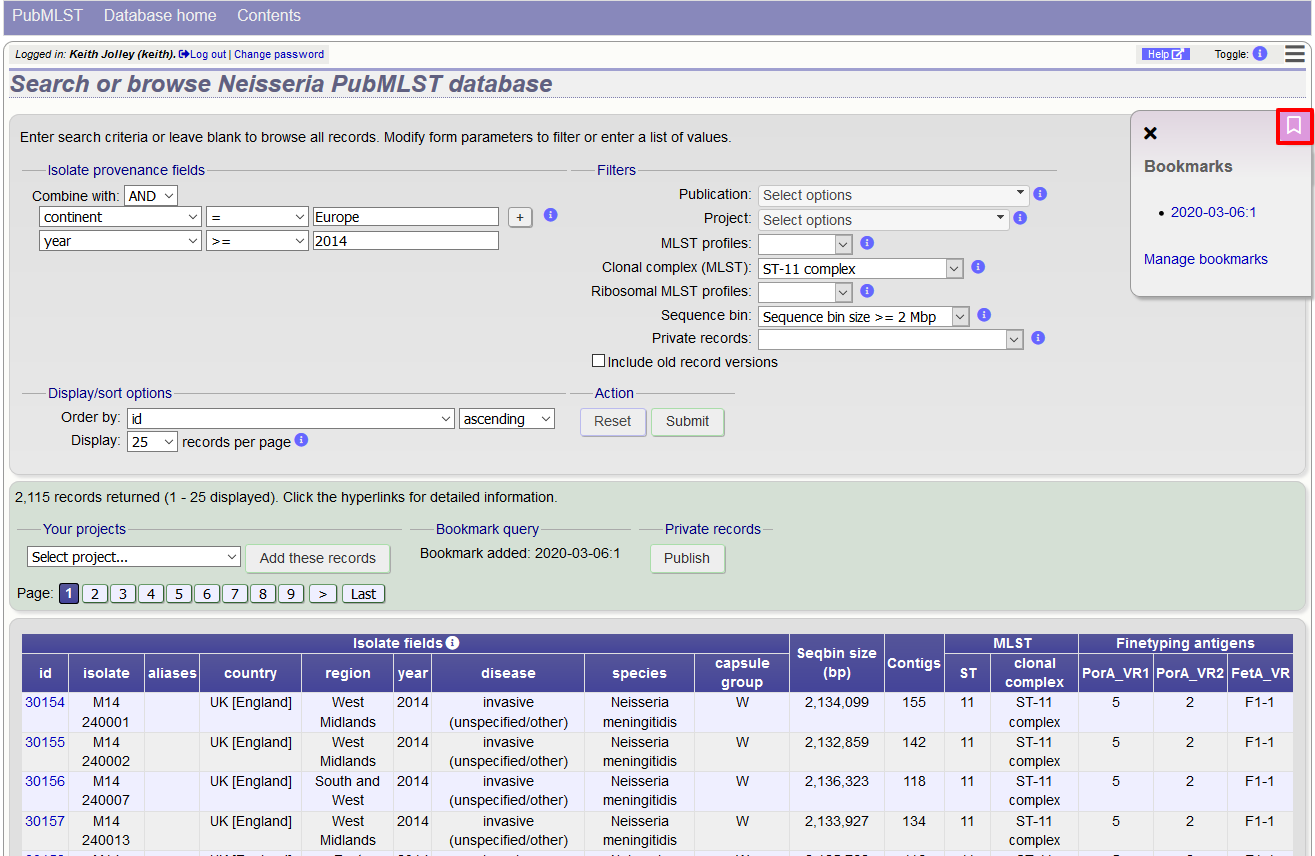 PubMLST Database home Contents
Logged in: Keith Jolley (keith). Log out | Change password
Help Toggle: i
Search or browse Neisseria PubMLST database
Enter search criteria or leave blank to browse all records. Modify form parameters to filter or enter a list of values.
Isolate provenance fields
Combine with: AND
continent = Europe + i
year >= 2014
Filters
Publication: Select options i
Project: Select options i
MLST profiles: i
Clonal complex (MLST): ST-11 complex i
Ribosomal MLST profiles: i
Sequence bin: Sequence bin size >= 2 Mbp i
Private records: i
Include old record versions
Bookmarks
• 2020-03-06:1
Manage bookmarks
Display/sort options
Order by: id ascending
Display: 25 records per page i
Action
Reset Submit
2,115 records returned (1 - 25 displayed). Click the hyperlinks for detailed information.
Your projects
Select project... Add these records
Bookmark query
Bookmark added: 2020-03-06:1
Private records
Publish
Page: 1 2 3 4 5 6 7 8 9 > Last
Isolate fields i Seqbin size (bp) Contigs MLST Finetyping antigens
id isolate aliases country region year disease species capsule group ST clonal complex PorA_VR1 PorA_VR2 FetA_VR
30154 M14 240001 UK [England] West Midlands 2014 invasive (unspecified/other) Neisseria meningitidis W 2,134,099 155 11 ST-11 complex 5 2 F1-1
30155 M14 240002 UK [England] West Midlands 2014 invasive (unspecified/other) Neisseria meningitidis W 2,132,859 142 11 ST-11 complex 5 2 F1-1
30156 M14 240007 UK [England] South and West 2014 invasive (unspecified/other) Neisseria meningitidis W 2,136,323 118 11 ST-11 complex 5 2 F1-1
30157 M14 240013 UK [England] West Midlands 2014 invasive (unspecified/other) Neisseria meningitidis W 2,133,927 134 11 ST-11 complex 5 2 F1-1